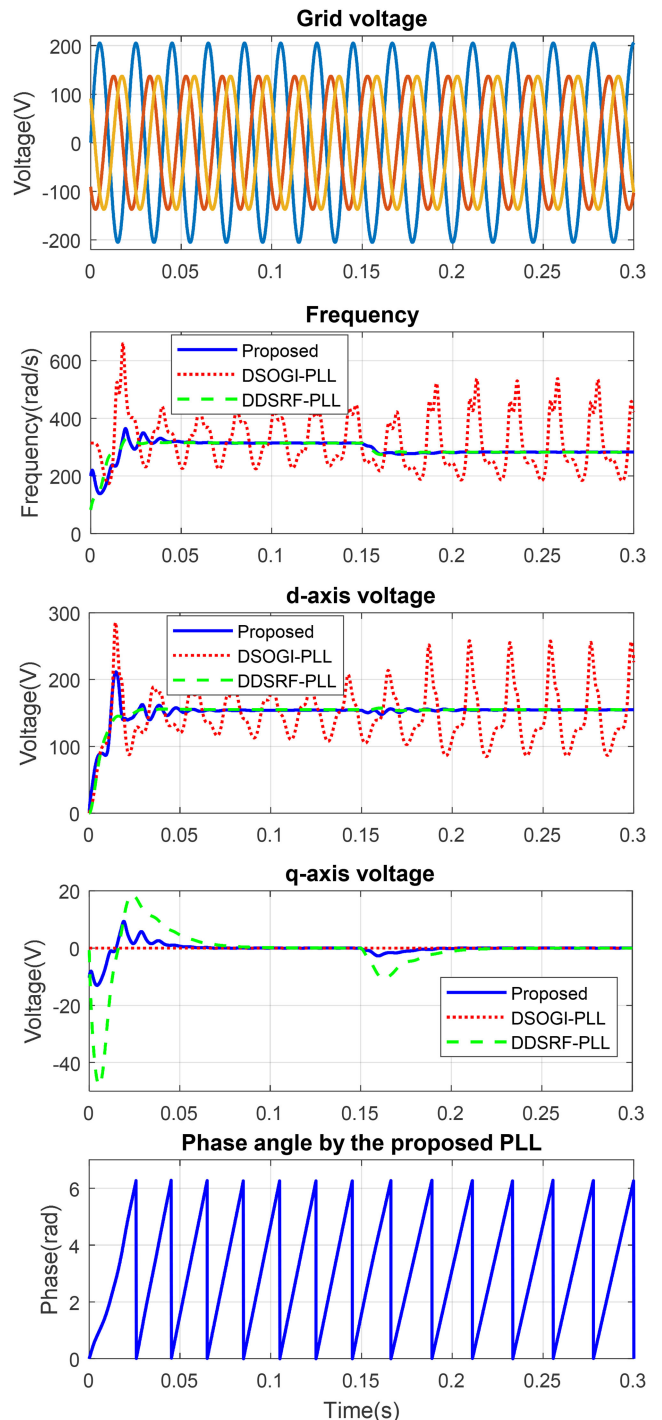 Grid voltage
Voltage(V)
200
100
0
-100
-200
0 0.05 0.1 0.15 0.2 0.25 0.3
Frequency
Frequency(rad/s)
600
400
200
0
Proposed
DSOGI-PLL
DDSRF-PLL
0 0.05 0.1 0.15 0.2 0.25 0.3
d-axis voltage
Voltage(V)
300
200
100
0
Proposed
DSOGI-PLL
DDSRF-PLL
0 0.05 0.1 0.15 0.2 0.25 0.3
q-axis voltage
Voltage(V)
20
0
-20
-40
Proposed
DSOGI-PLL
DDSRF-PLL
0 0.05 0.1 0.15 0.2 0.25 0.3
Phase angle by the proposed PLL
Phase(rad)
6
4
2
0
0 0.05 0.1 0.15 0.2 0.25 0.3
Time(s)